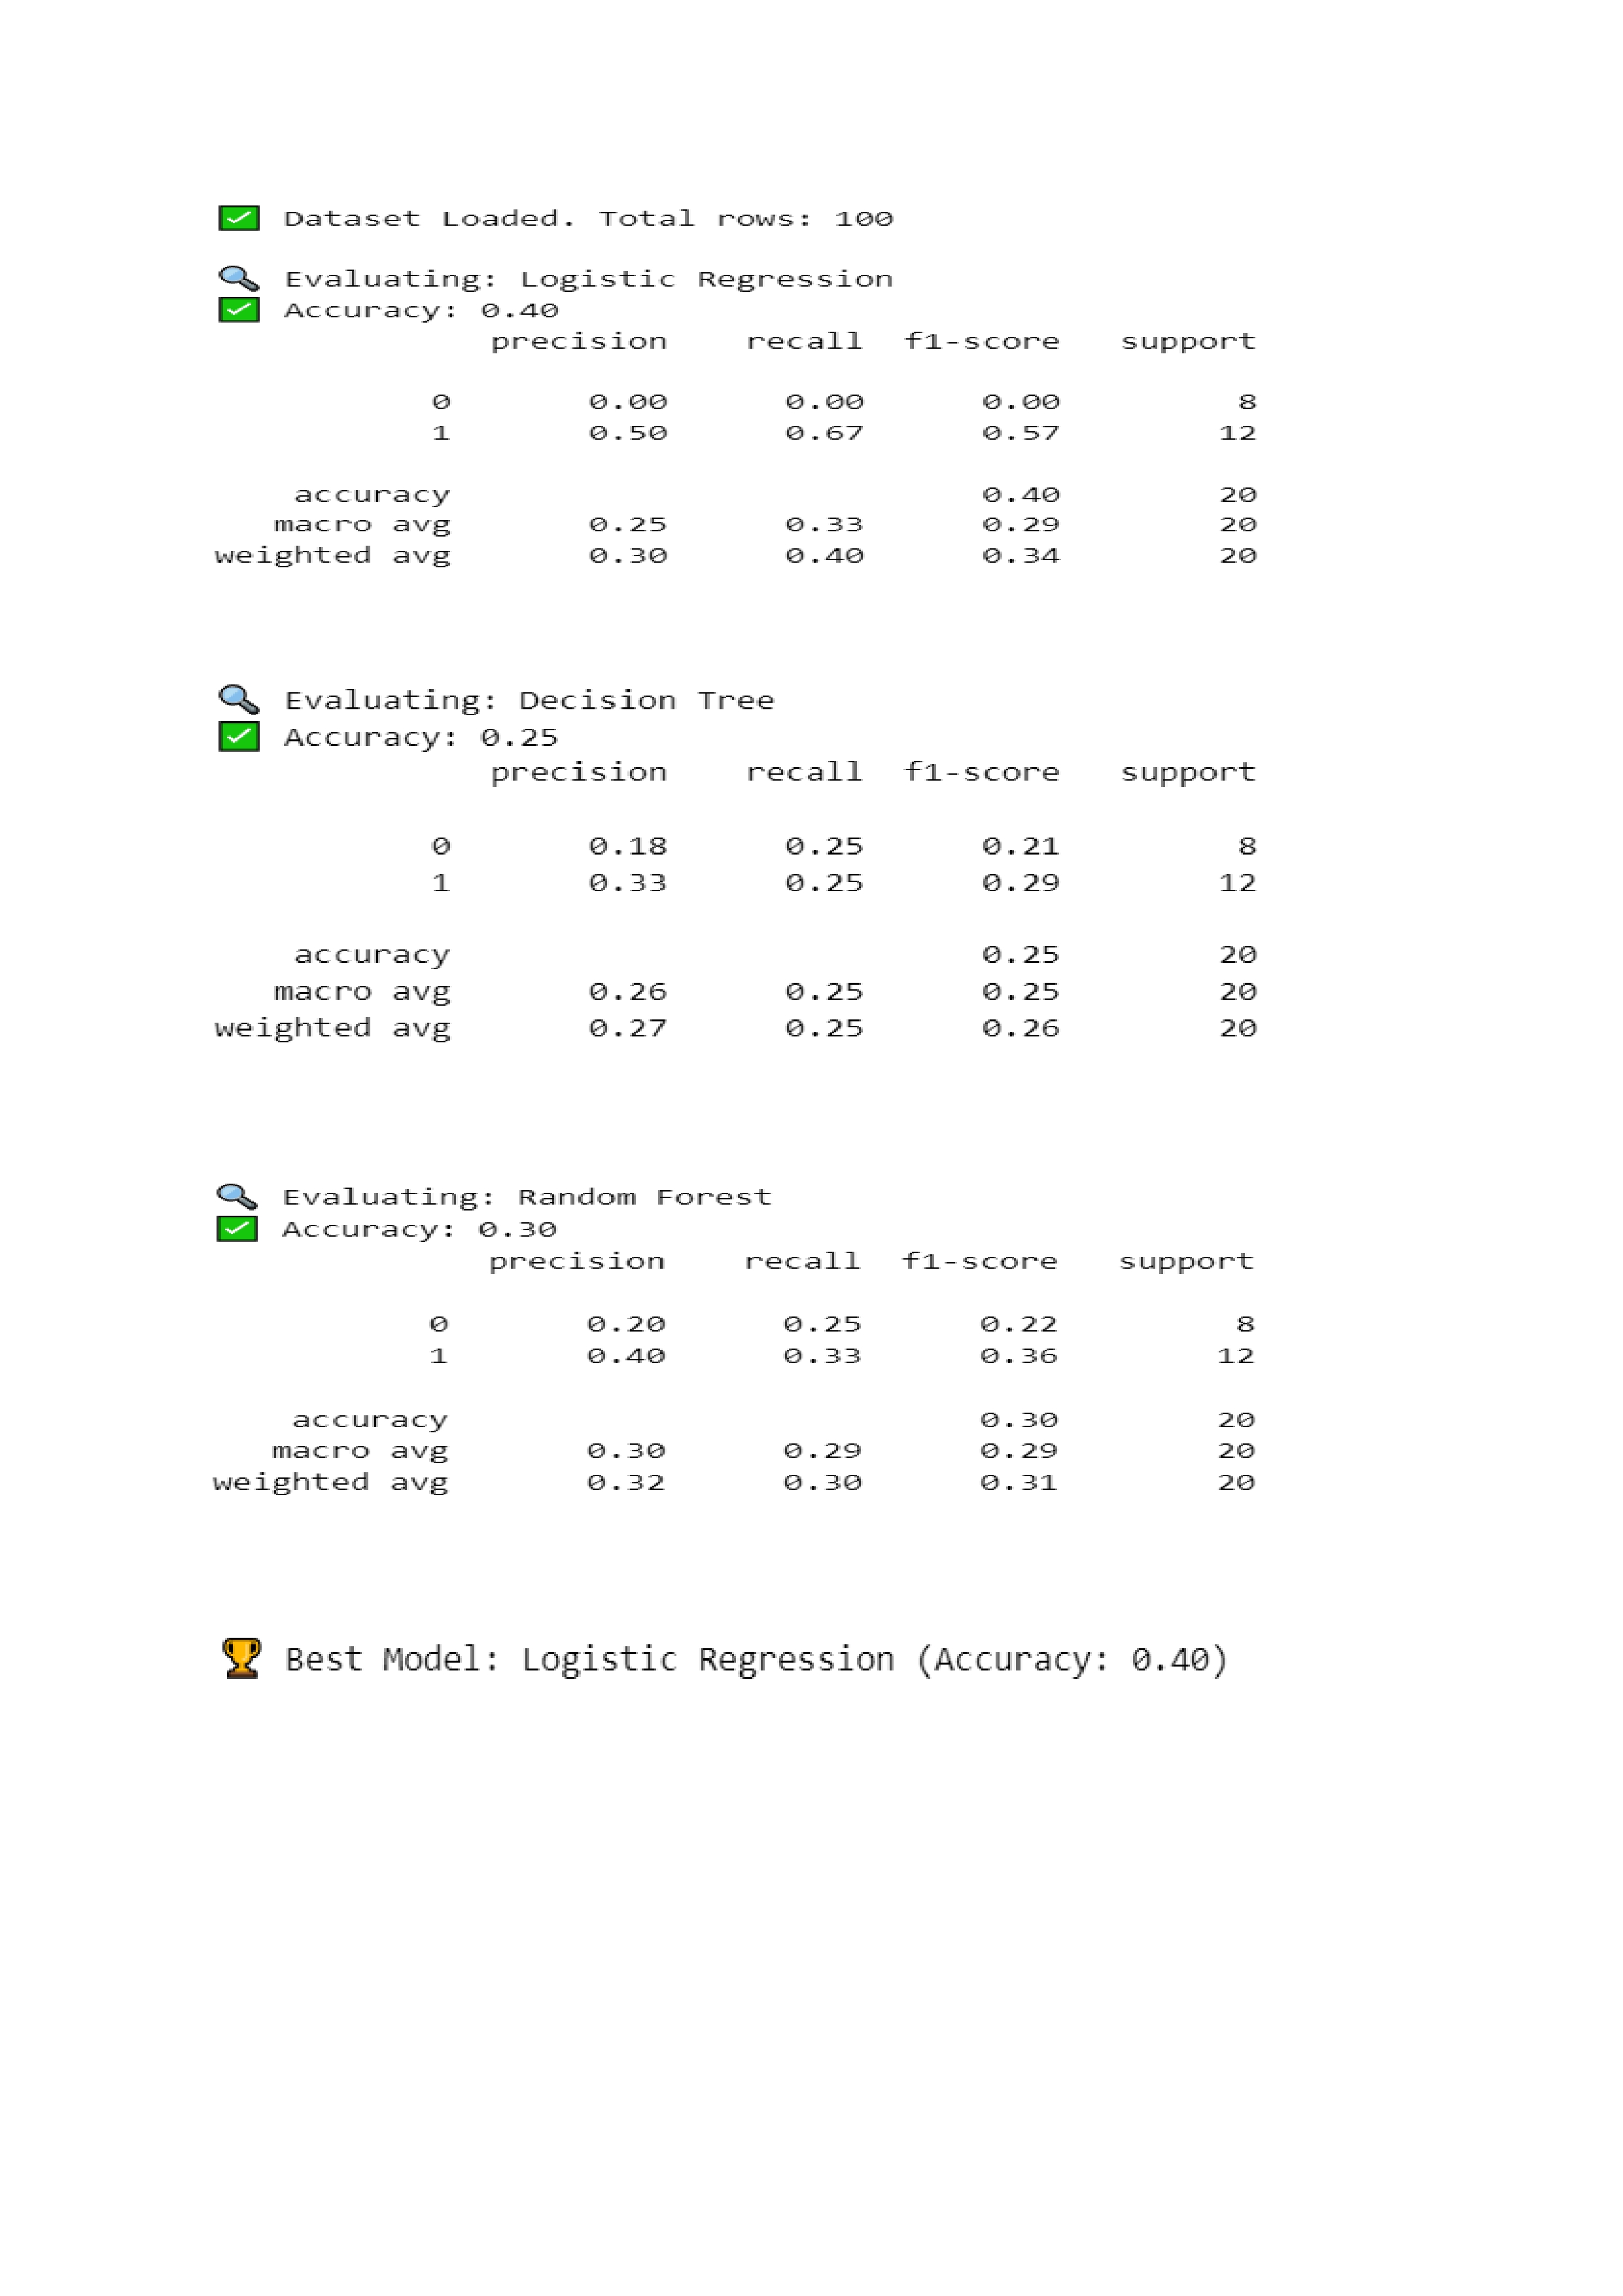 ✅ Dataset Loaded. Total rows: 100
🔍 Evaluating: Logistic Regression
✅ Accuracy: 0.40
precision recall f1-score support
0 0.00 0.00 0.00 8
1 0.50 0.67 0.57 12
accuracy 0.40 20
macro avg 0.25 0.33 0.29 20
weighted avg 0.30 0.40 0.34 20
🔍 Evaluating: Decision Tree
✅ Accuracy: 0.25
precision recall f1-score support
0 0.18 0.25 0.21 8
1 0.33 0.25 0.29 12
accuracy 0.25 20
macro avg 0.26 0.25 0.25 20
weighted avg 0.27 0.25 0.26 20
🔍 Evaluating: Random Forest
✅ Accuracy: 0.30
precision recall f1-score support
0 0.20 0.25 0.22 8
1 0.40 0.33 0.36 12
accuracy 0.30 20
macro avg 0.30 0.29 0.29 20
weighted avg 0.32 0.30 0.31 20
🏆 Best Model: Logistic Regression (Accuracy: 0.40)